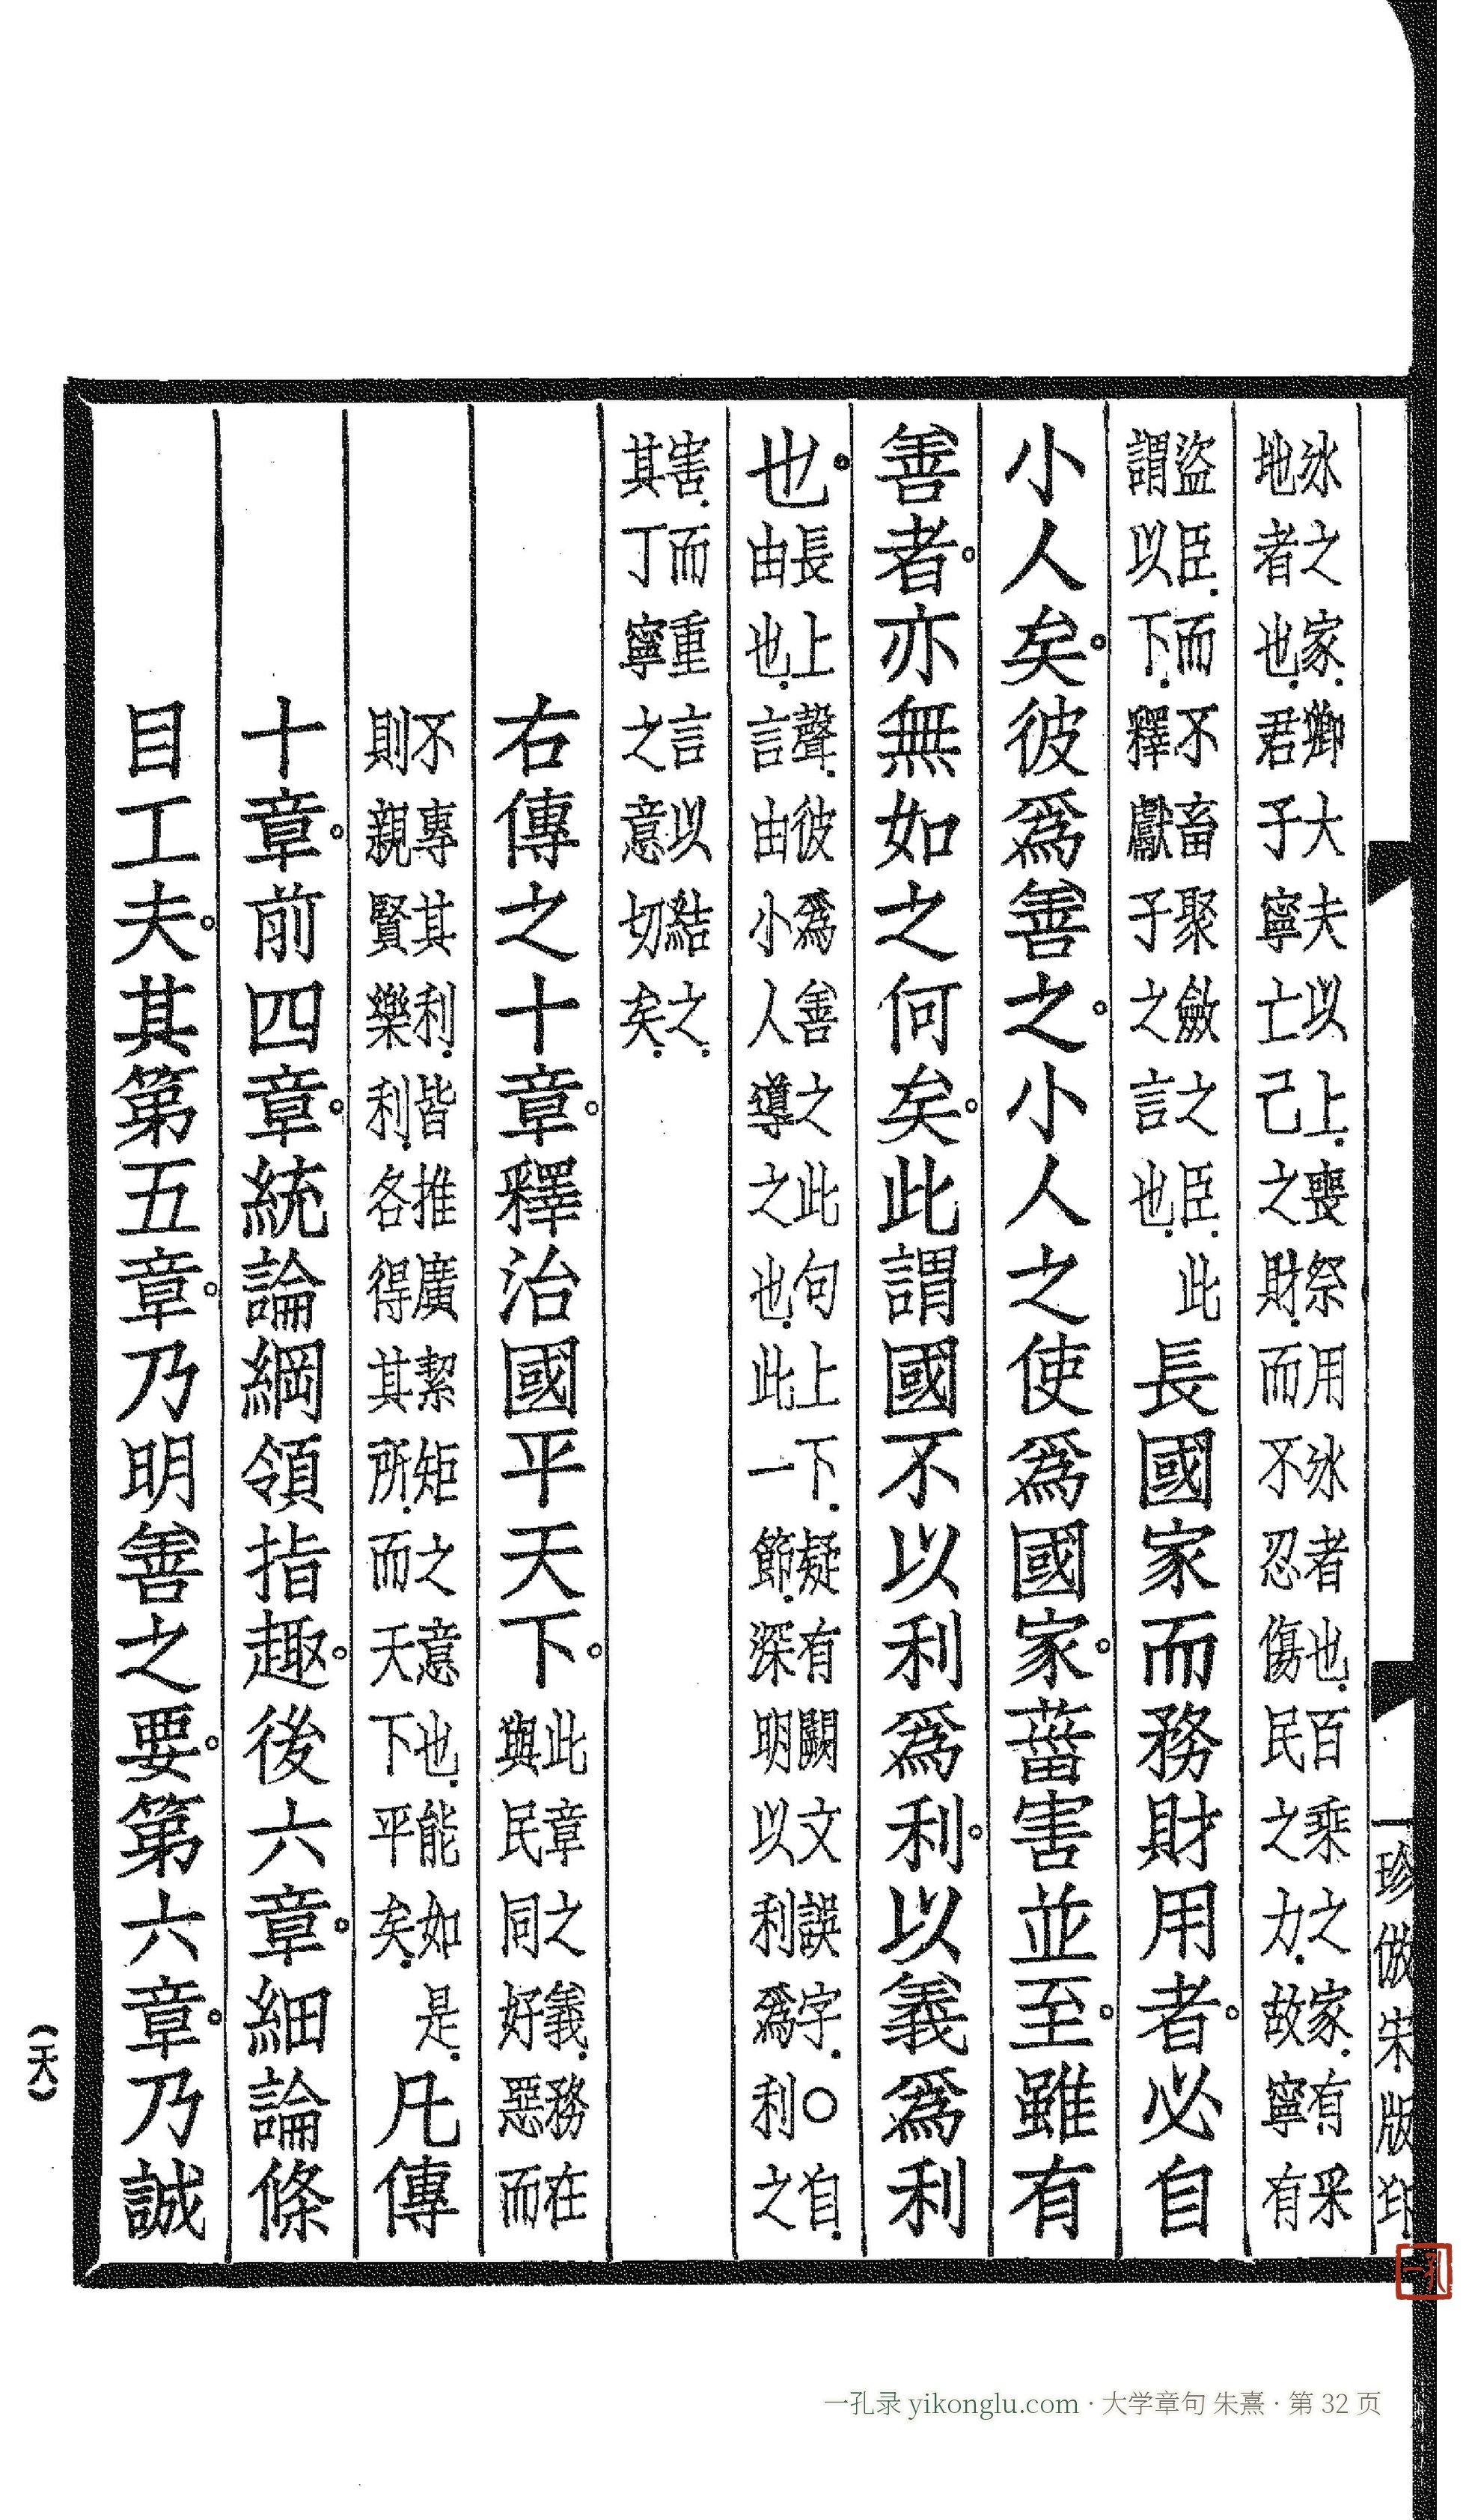 冰之家.卿大夫以上.喪祭用冰者也.百乘之家.有采
地者也.君子寧亡己之財.而不忍傷民之力.故寧有
盜臣.而不畜聚斂之臣.此
謂以下.釋獻子之言也.
長國家而務財用者。必自
小人矣。彼爲善之。小人之使爲國家。菑害並至。雖有
善者。亦無如之何矣。此謂國不以利爲利。以義爲利
也。
長上聲.彼爲善之此句上下.疑有闕文誤字.○自.
由也.言由小人導之也.此一節.深明以利爲利之
害.而重言以結之.
其丁寧之意切矣.
右傳之十章。釋治國平天下。
此章之義.務在
與民同好惡而
不專其利.皆推廣絜矩之意也.能如是.
則親賢樂利.各得其所.而天下平矣.
凡傳
十章。前四章。統論綱領指趣。後六章。細論條
目工夫。其第五章。乃明善之要。第六章。乃誠
珍倣宋版印
(大)
一孔
一孔录 yikonglu.com · 大学章句 朱熹 · 第 32 页